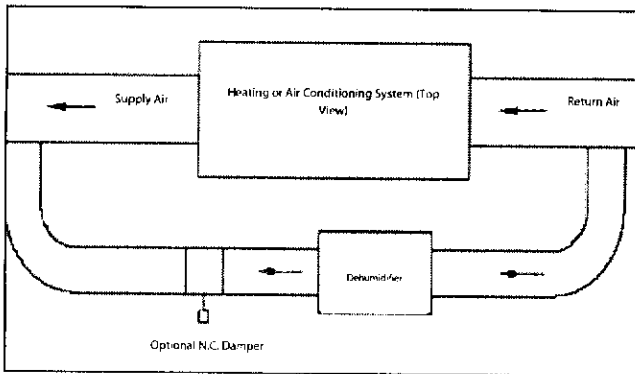 Supply Air
Heating or Air Conditioning System (Top
View)
Return Air
Dehumidifier
Optional N.C. Damper